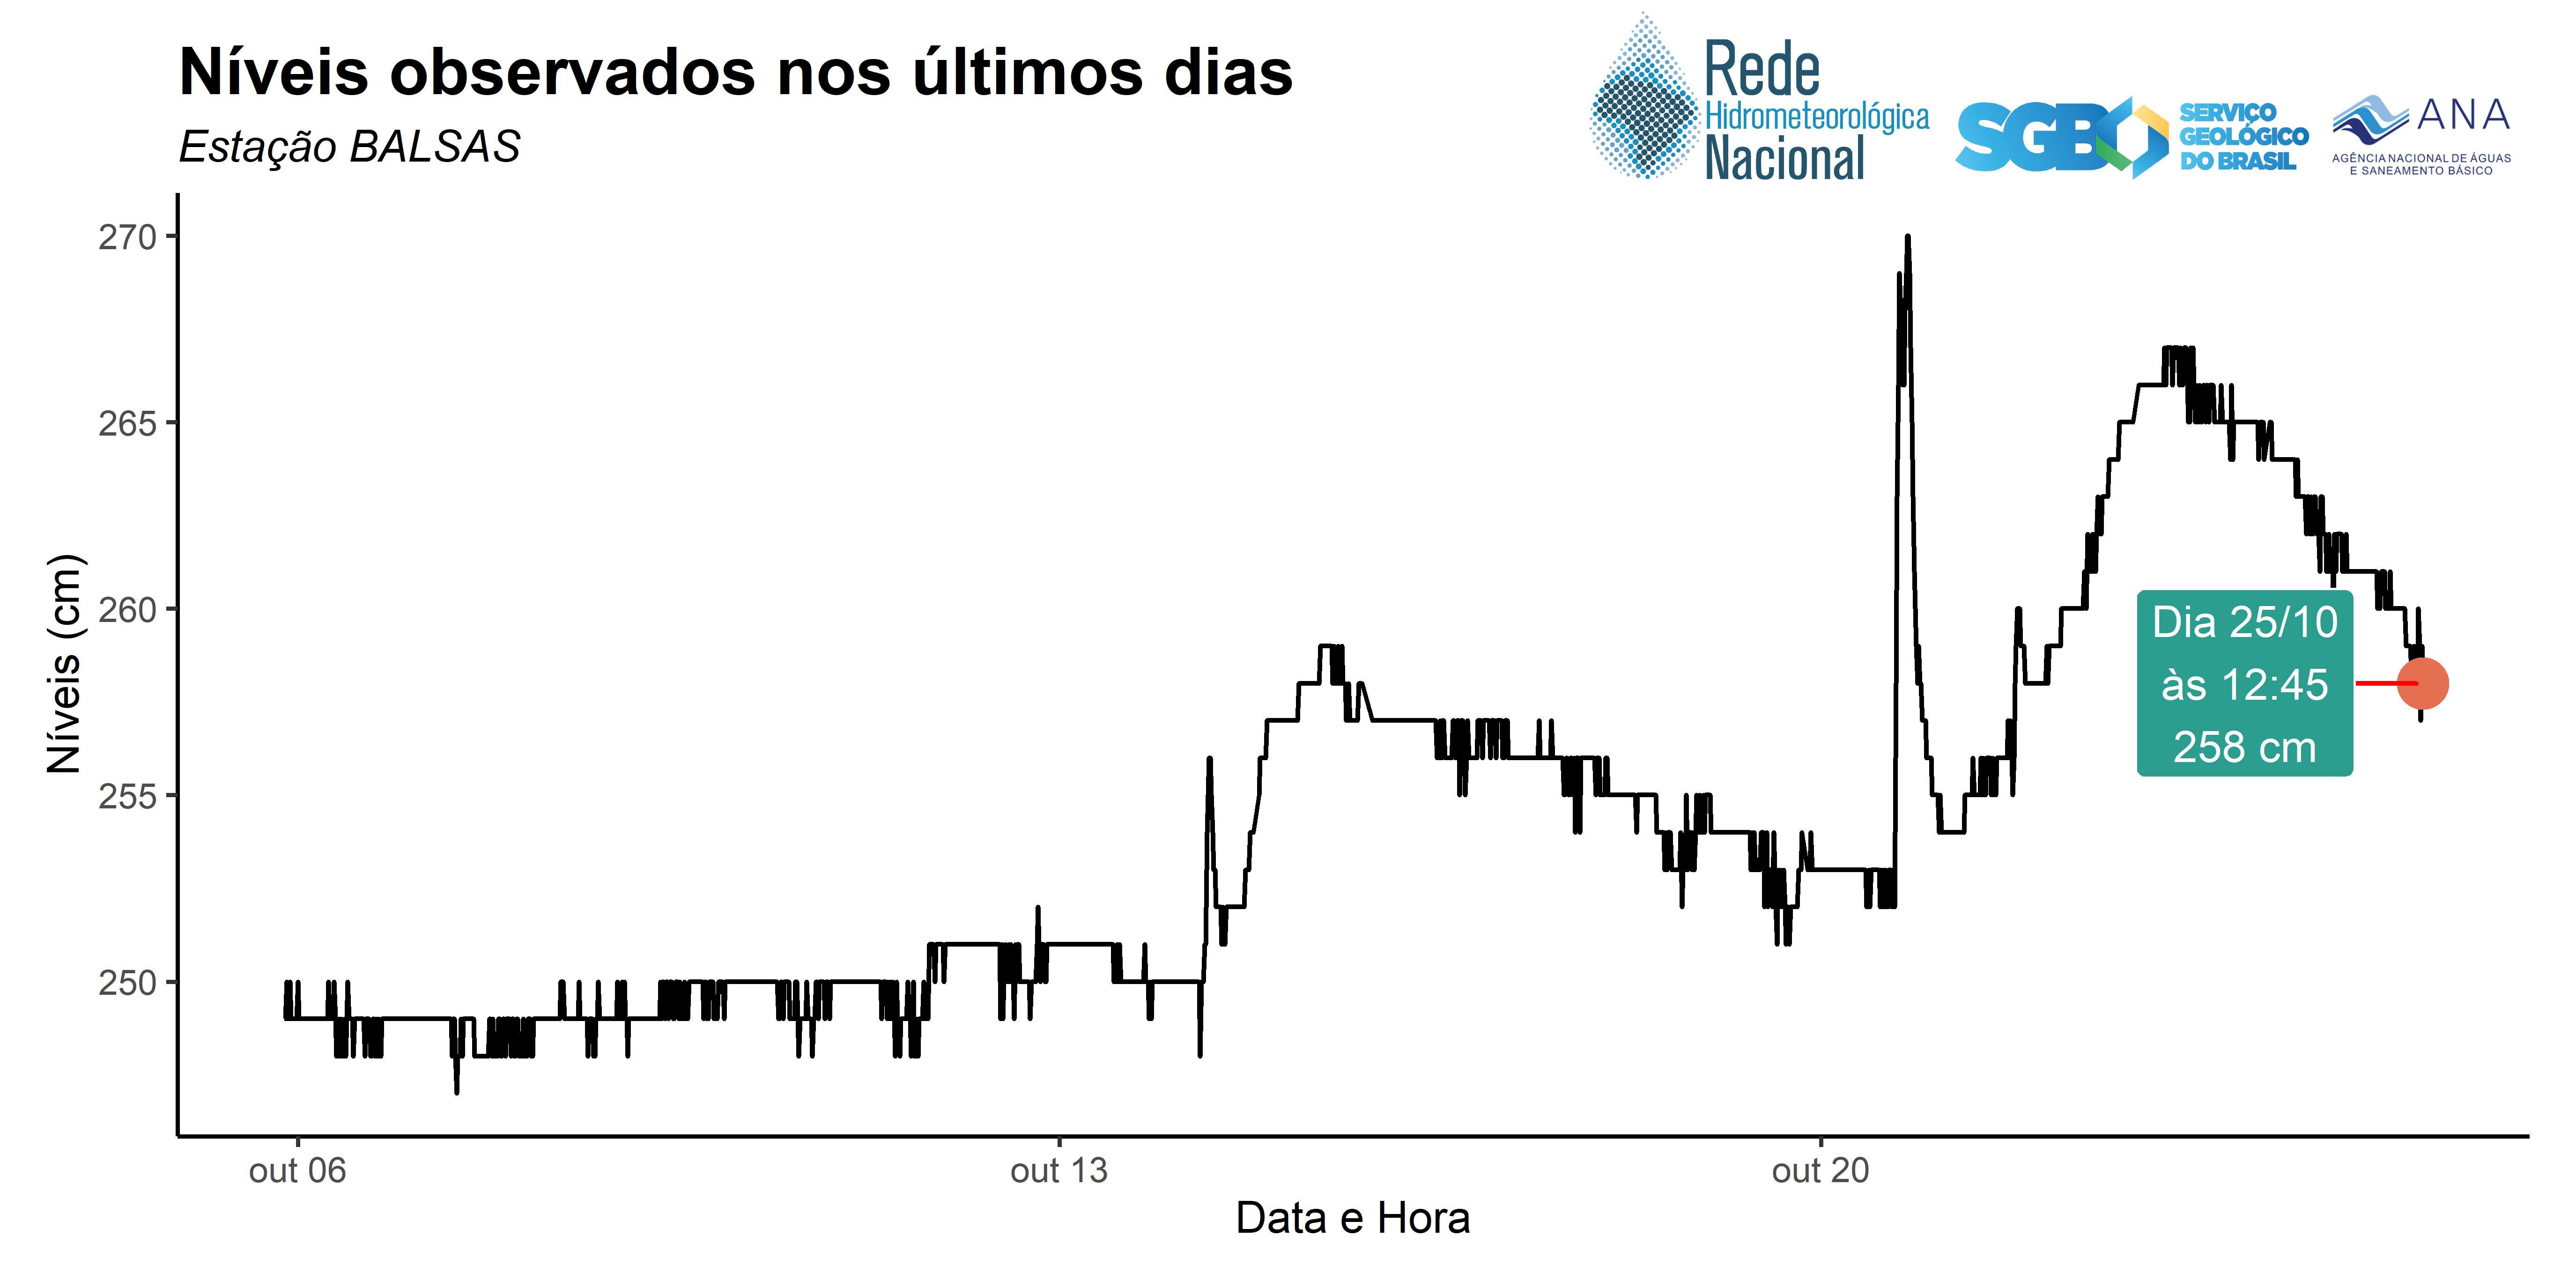 Níveis observados nos últimos dias
Estação BALSAS
Rede
Hidrometeorológica
Nacional
SGB
SERVIÇO
GEOLÓGICO
DO BRASIL
ANA
AGÊNCIA NACIONAL DE ÁGUAS
E SANEAMENTO BÁSICO
Níveis (cm)
270
265
260
255
250
Dia 25/10
às 12:45
258 cm
out 06
out 13
out 20
Data e Hora